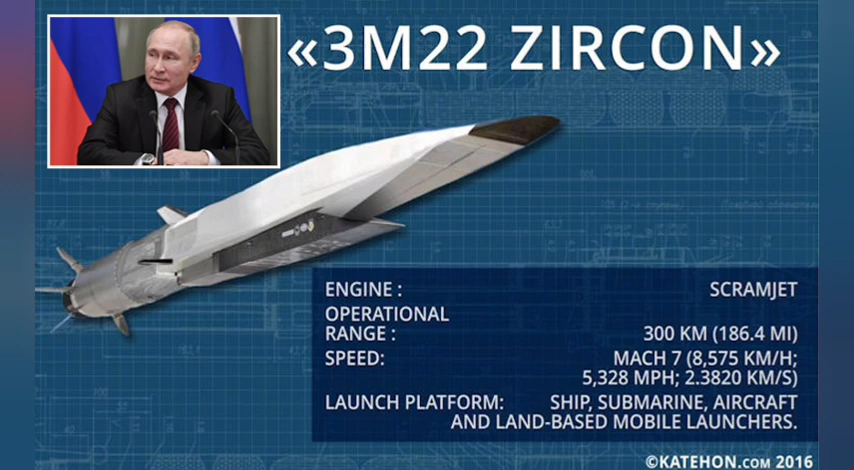 «3M22 ZIRCON»
ENGINE : SCRAMJET
OPERATIONAL
RANGE : 300 KM (186.4 MI)
SPEED: MACH 7 (8,575 KM/H;
5,328 MPH; 2.3820 KM/S)
LAUNCH PLATFORM: SHIP, SUBMARINE, AIRCRAFT
AND LAND-BASED MOBILE LAUNCHERS.
©KATEHON.COM 2016